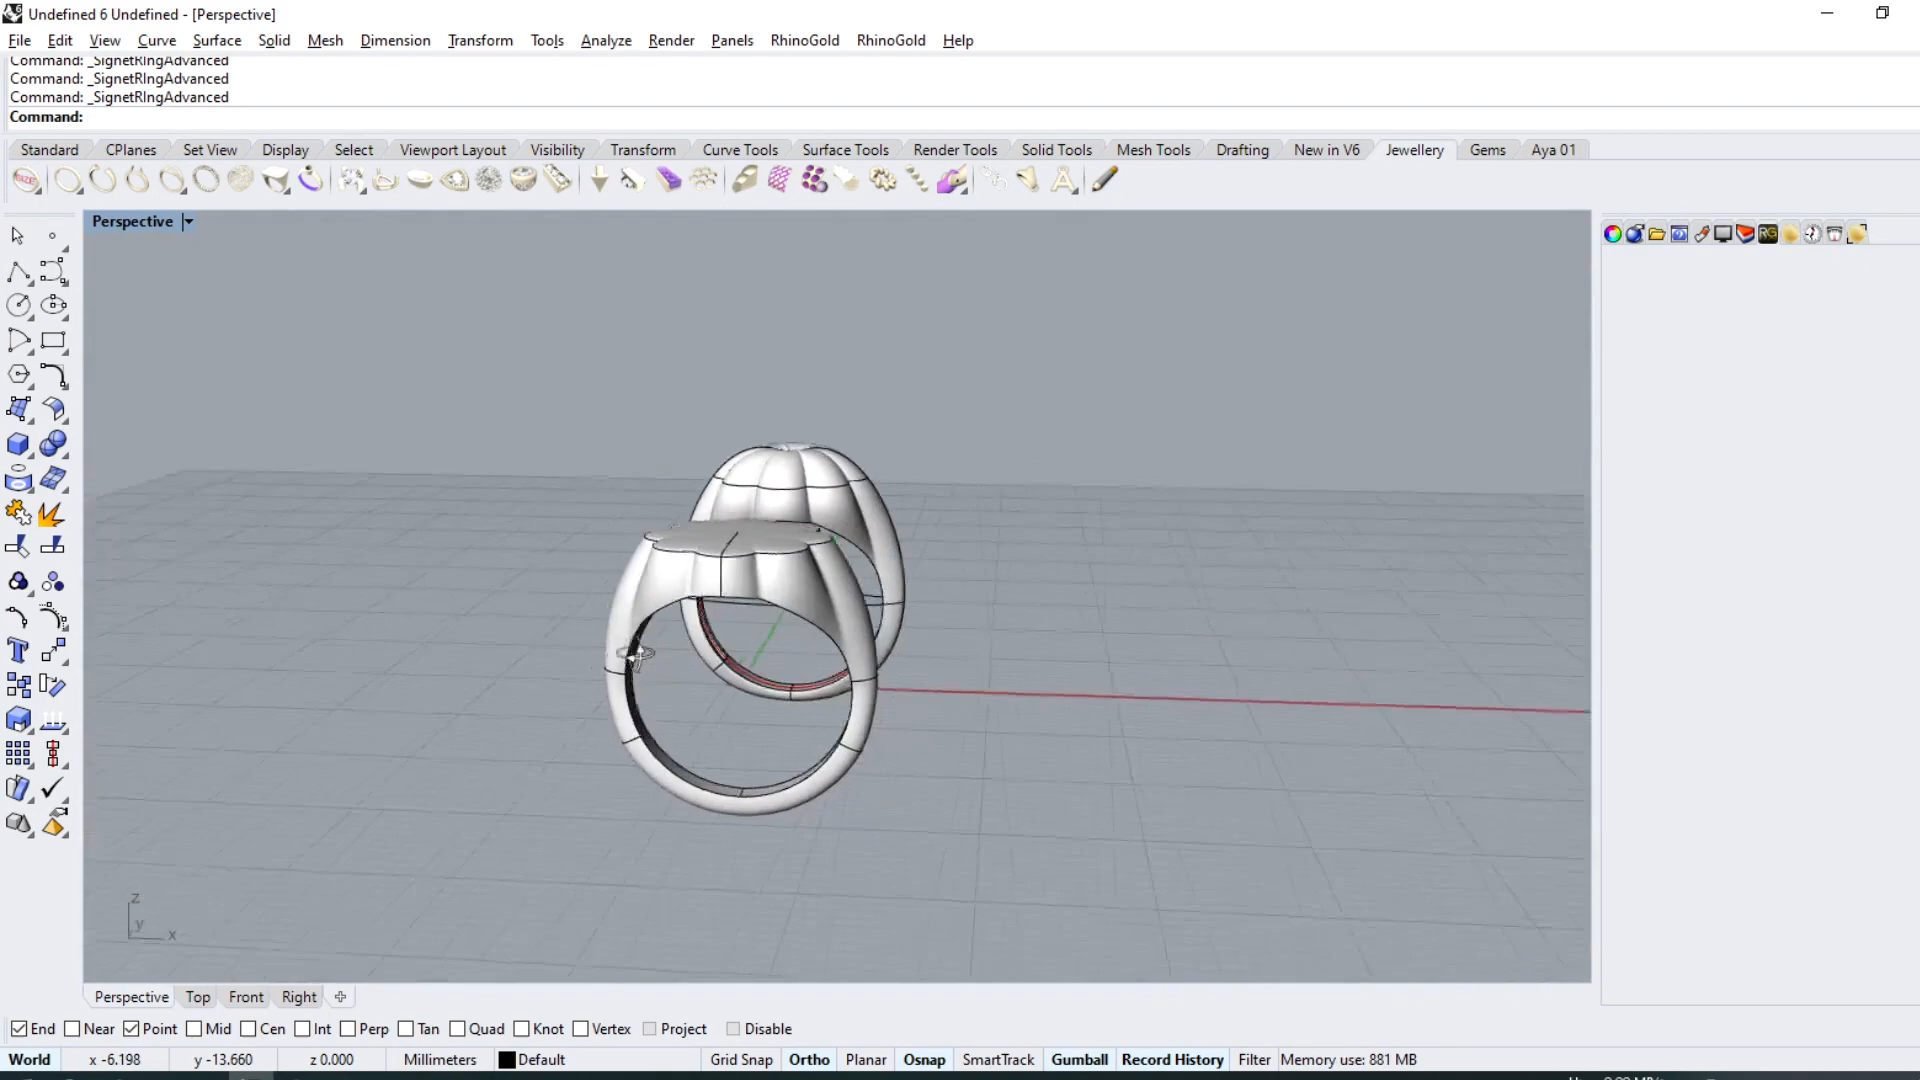 Undefined 6 Undefined - [Perspective]
File Edit View Curve Surface Solid Mesh Dimension Transform Tools Analyze Render Panels RhinoGold RhinoGold Help
Command: _SignetRIngAdvanced
Command: _SignetRIngAdvanced
Command: _SignetRIngAdvanced
Command:
Standard CPlanes Set View Display Select Viewport Layout Visibility Transform Curve Tools Surface Tools Render Tools Solid Tools Mesh Tools Drafting New in V6 Jewellery Gems Aya 01
SIZE
Perspective
RG
z
y
x
Perspective Top Front Right
End Near Point Mid Cen Int Perp Tan Quad Knot Vertex Project Disable
World x -6.198 y -13.660 z 0.000 Millimeters Default Grid Snap Ortho Planar Osnap SmartTrack Gumball Record History Filter Memory use: 881 MB